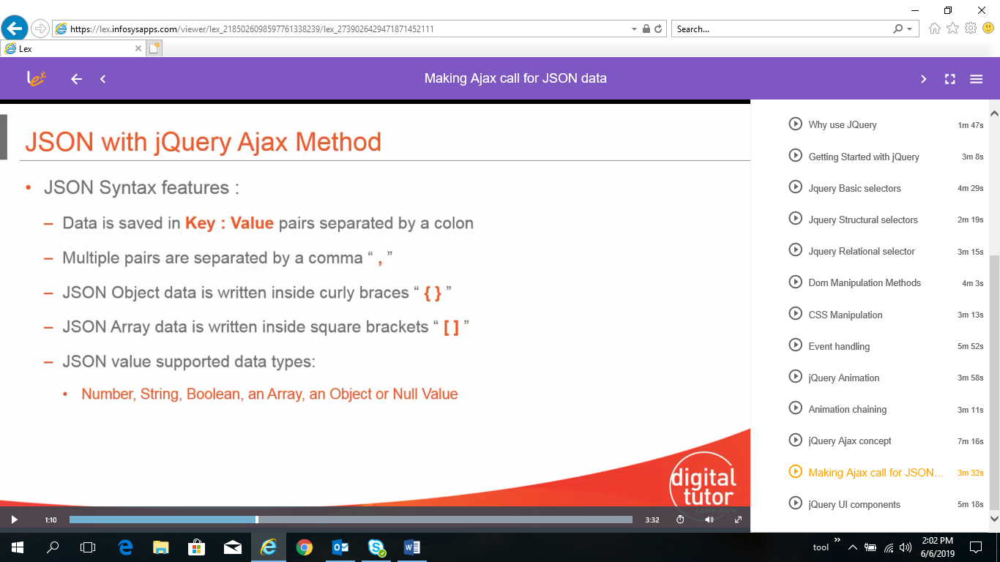 https://lex.infosysapps.com/viewer/lex_2185026098597761338239/lex_2739026429471871452111
Search...
Lex
lex
Making Ajax call for JSON data
JSON with jQuery Ajax Method
• JSON Syntax features :
– Data is saved in Key : Value pairs separated by a colon
– Multiple pairs are separated by a comma “ , ”
– JSON Object data is written inside curly braces “ { } ”
– JSON Array data is written inside square brackets “ [ ] ”
– JSON value supported data types:
• Number, String, Boolean, an Array, an Object or Null Value
digital
tutor
1:10
3:32
Why use JQuery 1m 47s
Getting Started with jQuery 3m 8s
Jquery Basic selectors 4m 29s
Jquery Structural selectors 2m 19s
Jquery Relational selector 3m 15s
Dom Manipulation Methods 4m 3s
CSS Manipulation 3m 13s
Event handling 5m 52s
jQuery Animation 3m 58s
Animation chaining 3m 11s
jQuery Ajax concept 7m 16s
Making Ajax call for JSON... 3m 32s
jQuery UI components 5m 18s
tool
2:02 PM
6/6/2019